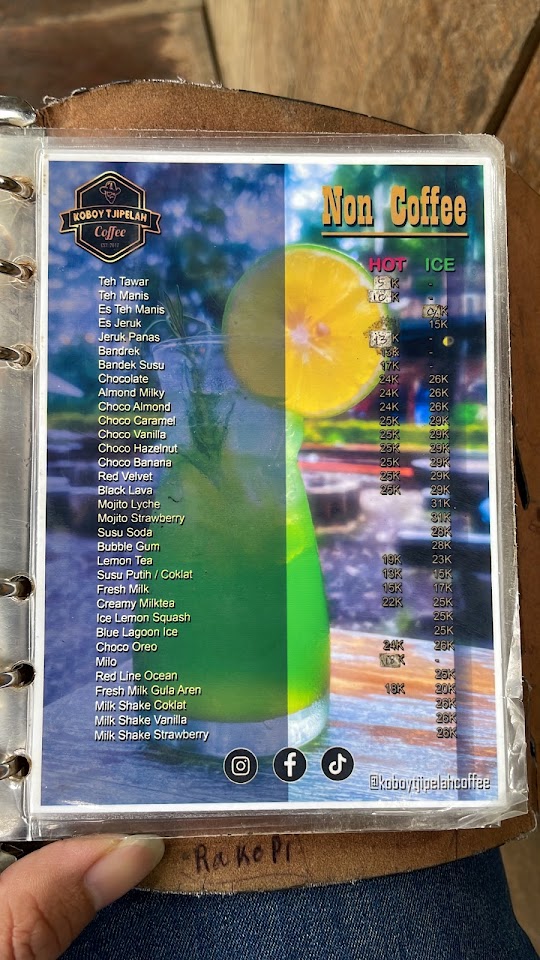 KOBOY TJIPELAH
Coffee
EST. 2017
Non Coffee
HOT ICE
Teh Tawar K -
Teh Manis K -
Es Teh Manis K
Es Jeruk 15K
Jeruk Panas K -
Bandrek 15K -
Bandek Susu 17K -
Chocolate 24K 26K
Almond Milky 24K 26K
Choco Almond 24K 26K
Choco Caramel 25K 29K
Choco Vanilla 25K 29K
Choco Hazelnut 25K 29K
Choco Banana 25K 29K
Red Velvet 25K 29K
Black Lava 25K 29K
Mojito Lyche 31K
Mojito Strawberry 31K
Susu Soda 28K
Bubble Gum 28K
Lemon Tea 19K 23K
Susu Putih / Coklat 13K 15K
Fresh Milk 15K 17K
Creamy Milktea 22K 25K
Ice Lemon Squash 25K
Blue Lagoon Ice 25K
Choco Oreo 24K 26K
Milo K -
Red Line Ocean 25K
Fresh Milk Gula Aren 18K 20K
Milk Shake Coklat 26K
Milk Shake Vanilla 26K
Milk Shake Strawberry 26K
@koboytjipelahcoffee
RaKoPi